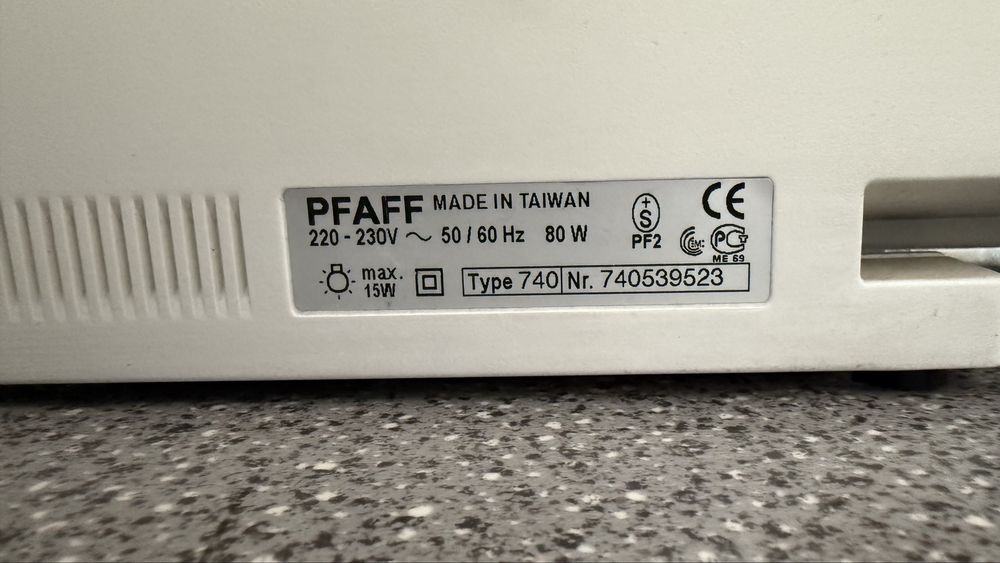 PFAFF MADE IN TAIWAN
220 - 230V ~ 50 / 60 Hz 80 W
+
S
PF2
CE
PC
ME 69
max.
15W
Type 740 Nr. 740539523